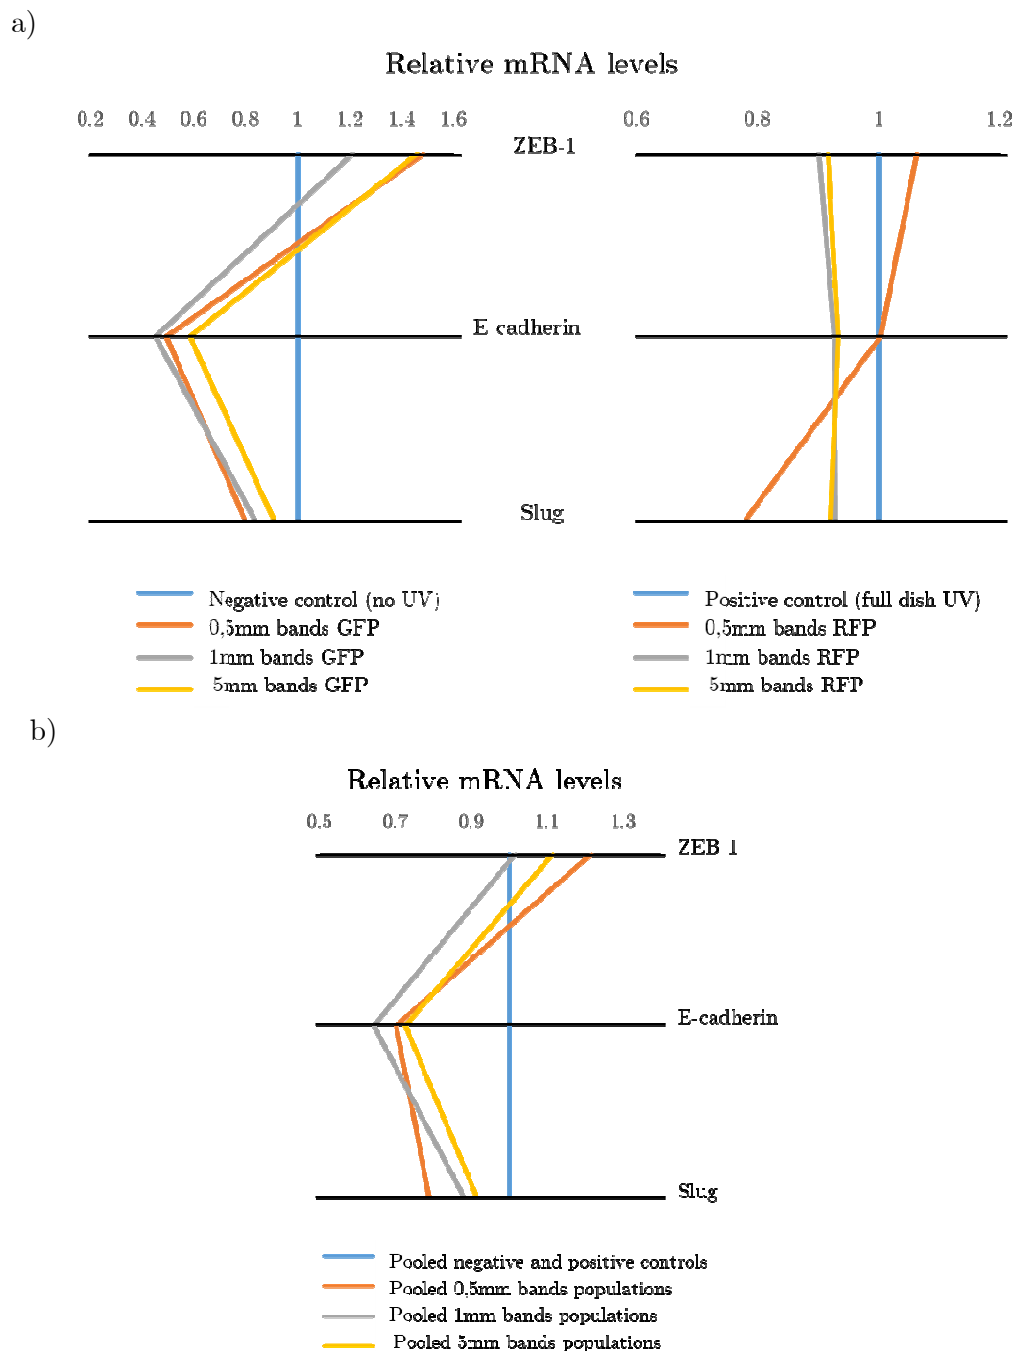 a)
Relative mRNA levels
0.2 0.4 0.6 0.8 1 1.2 1.4 1.6
0.6 0.8 1 1.2
ZEB-1
E cadherin
Slug
Negative control (no UV)
0,5mm bands GFP
1mm bands GFP
5mm bands GFP
Positive control (full dish UV)
0,5mm bands RFP
1mm bands RFP
5mm bands RFP
b)
Relative mRNA levels
0.5 0.7 0.9 1.1 1.3
ZEB 1
E-cadherin
Slug
Pooled negative and positive controls
Pooled 0,5mm bands populations
Pooled 1mm bands populations
Pooled 5mm bands populations